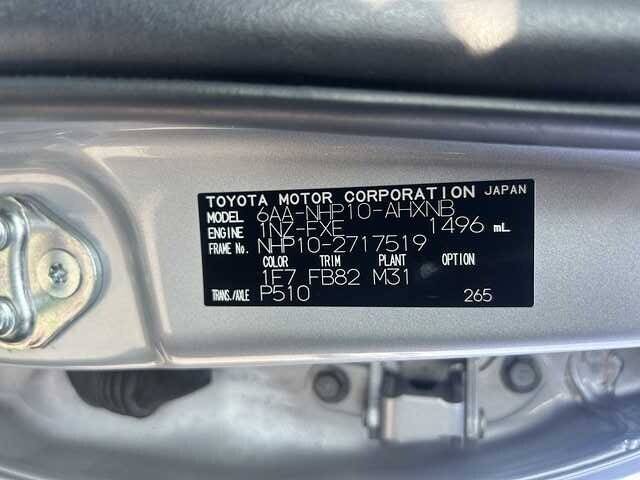 TOYOTA MOTOR CORPORATION JAPAN
MODEL 6AA-NHP10-AHXNB
ENGINE 1NZ-FXE 1496 mL
FRAME No. NHP10-2717519
COLOR TRIM PLANT OPTION
1F7 FB82 M31
TRANS./AXLE P510 265